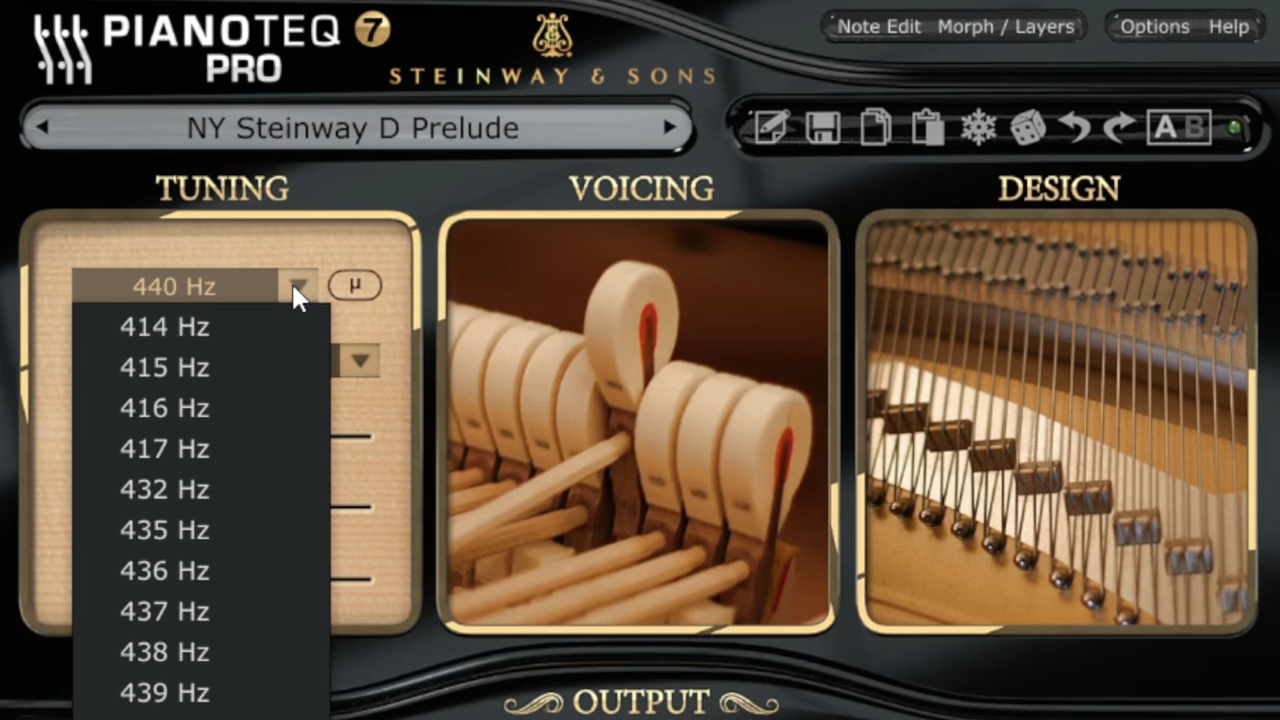 PIANOTEQ 7
PRO
STEINWAY & SONS
Note Edit Morph / Layers
Options Help
NY Steinway D Prelude
A B
TUNING
VOICING
DESIGN
440 Hz
μ
414 Hz
415 Hz
416 Hz
417 Hz
432 Hz
435 Hz
436 Hz
437 Hz
438 Hz
439 Hz
OUTPUT